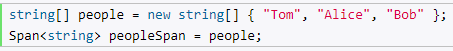 string[] people = new string[] { "Tom", "Alice", "Bob" };
Span<string> peopleSpan = people;